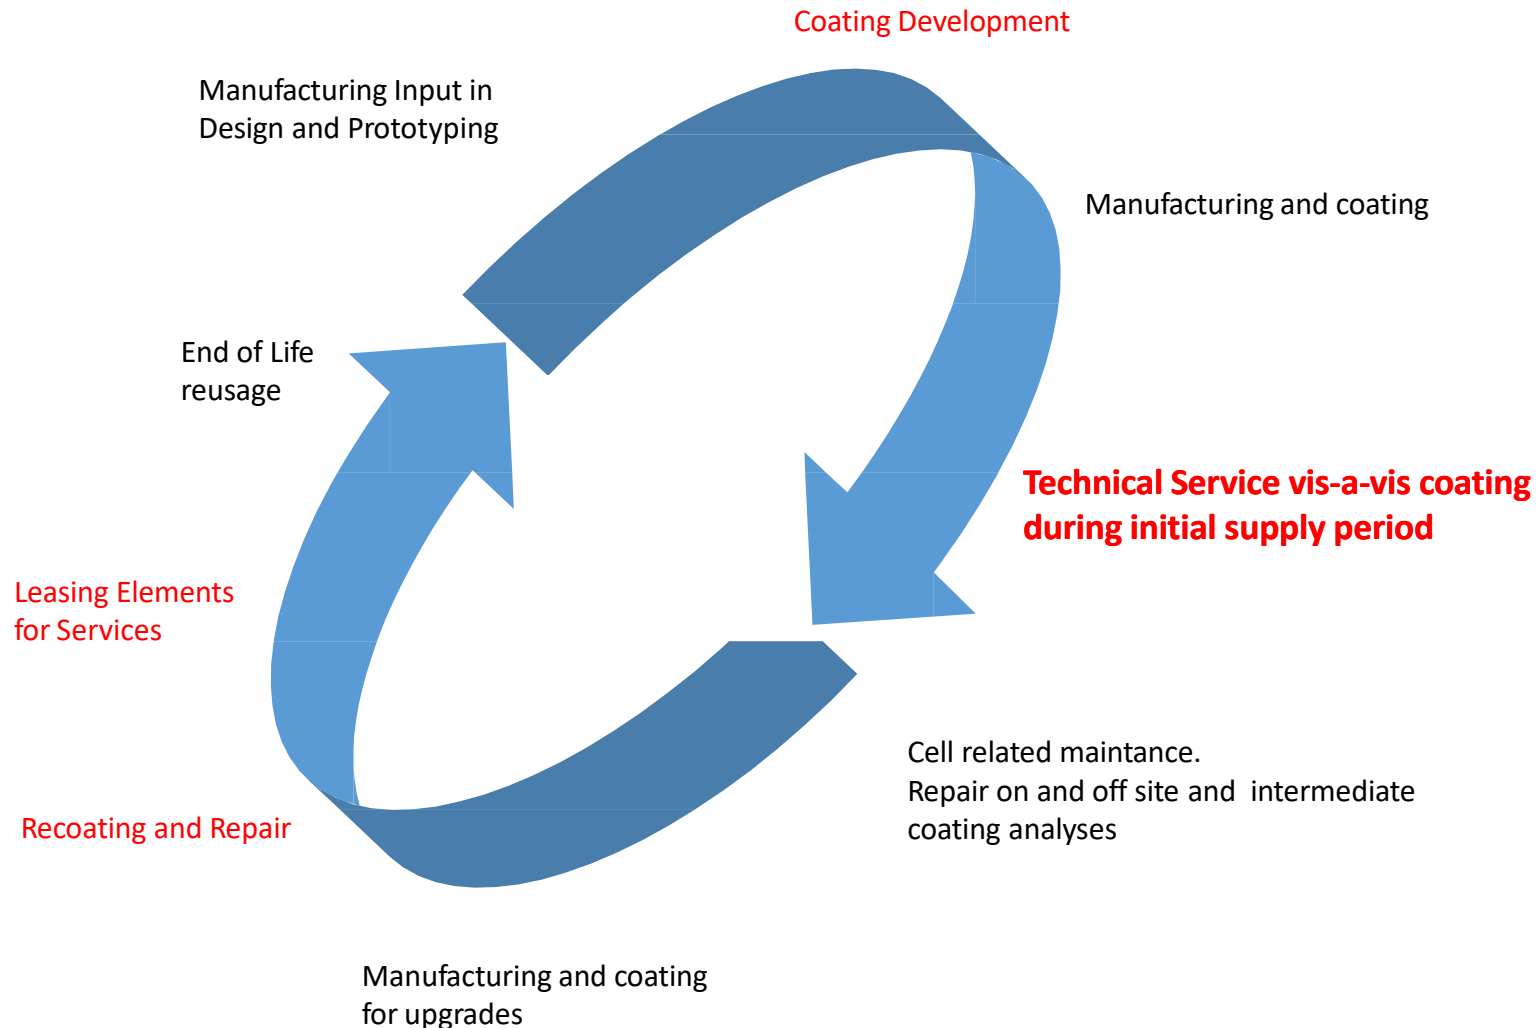 Coating Development
Manufacturing Input in
Design and Prototyping
Manufacturing and coating
End of Life
reusage
Technical Service vis-a-vis coating
during initial supply period
Leasing Elements
for Services
Cell related maintance.
Repair on and off site and intermediate
coating analyses
Recoating and Repair
Manufacturing and coating
for upgrades